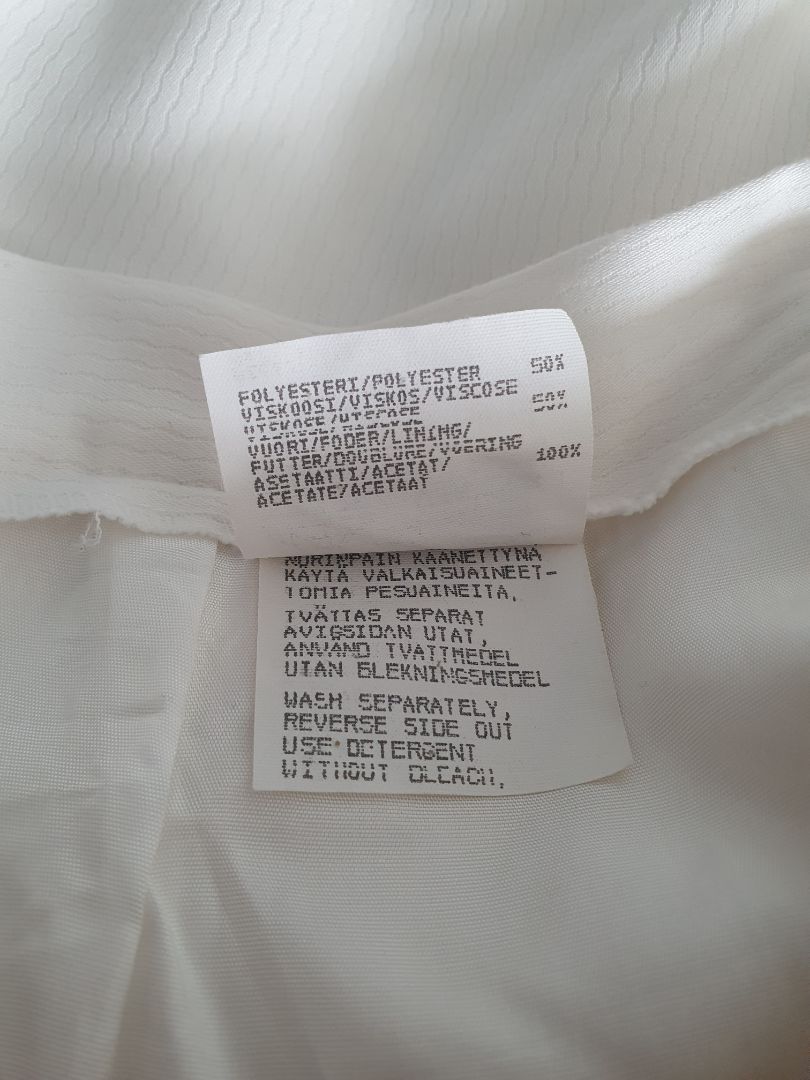 POLYESTERI/POLYESTER 50%
VISKOOSI/VISKOS/VISCOSE 50%
VISKOSE/VISCOSE
VUORI/FODER/LINING/
FUTTER/DOUBLURE/VOERING 100%
ASETAATTI/ACETAT/
ACETATE/ACETAAT
NURINPÄIN KÄÄNETTYNÄ
KÄYTÄ VALKAISUAINEET-
TOMIA PESUAINEITA.
TVÄTTAS SEPARAT
AVIGSIDAN UTÅT,
ANVÄND TVÄTTMEDEL
UTAN BLEKNINGSMEDEL
WASH SEPARATELY,
REVERSE SIDE OUT
USE DETERGENT
WITHOUT BLEACH.